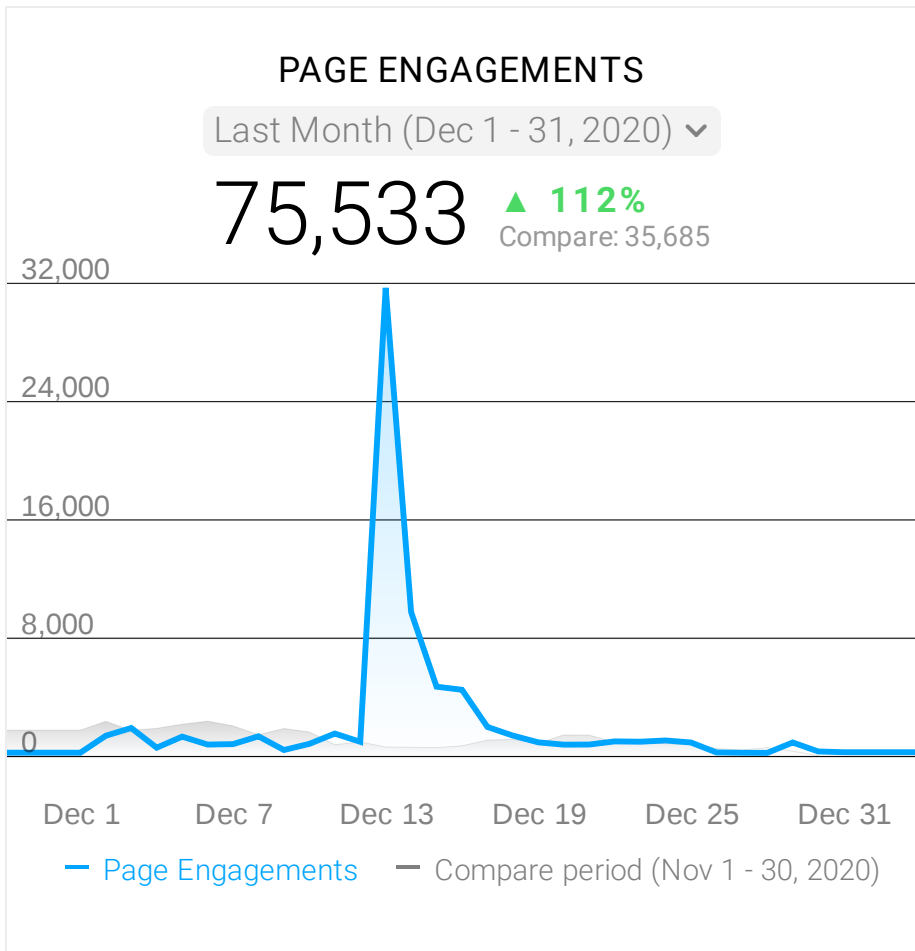 PAGE ENGAGEMENTS
Last Month (Dec 1 - 31, 2020)
75,533 ▲ 112%
Compare: 35,685
32,000
24,000
16,000
8,000
0
Dec 1 Dec 7 Dec 13 Dec 19 Dec 25 Dec 31
Page Engagements Compare period (Nov 1 - 30, 2020)